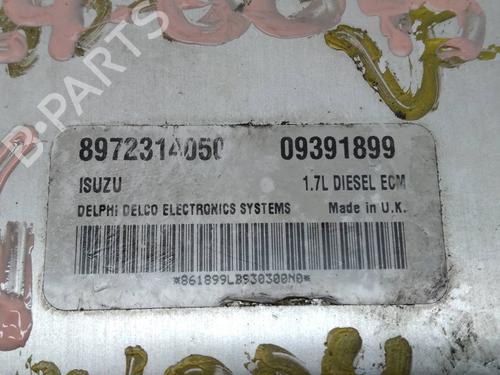 B-PARTS
8972314050 09391899
ISUZU 1.7L DIESEL ECM
DELPHI DELCO ELECTRONICS SYSTEMS Made in U.K.
*861899LB930300N0*